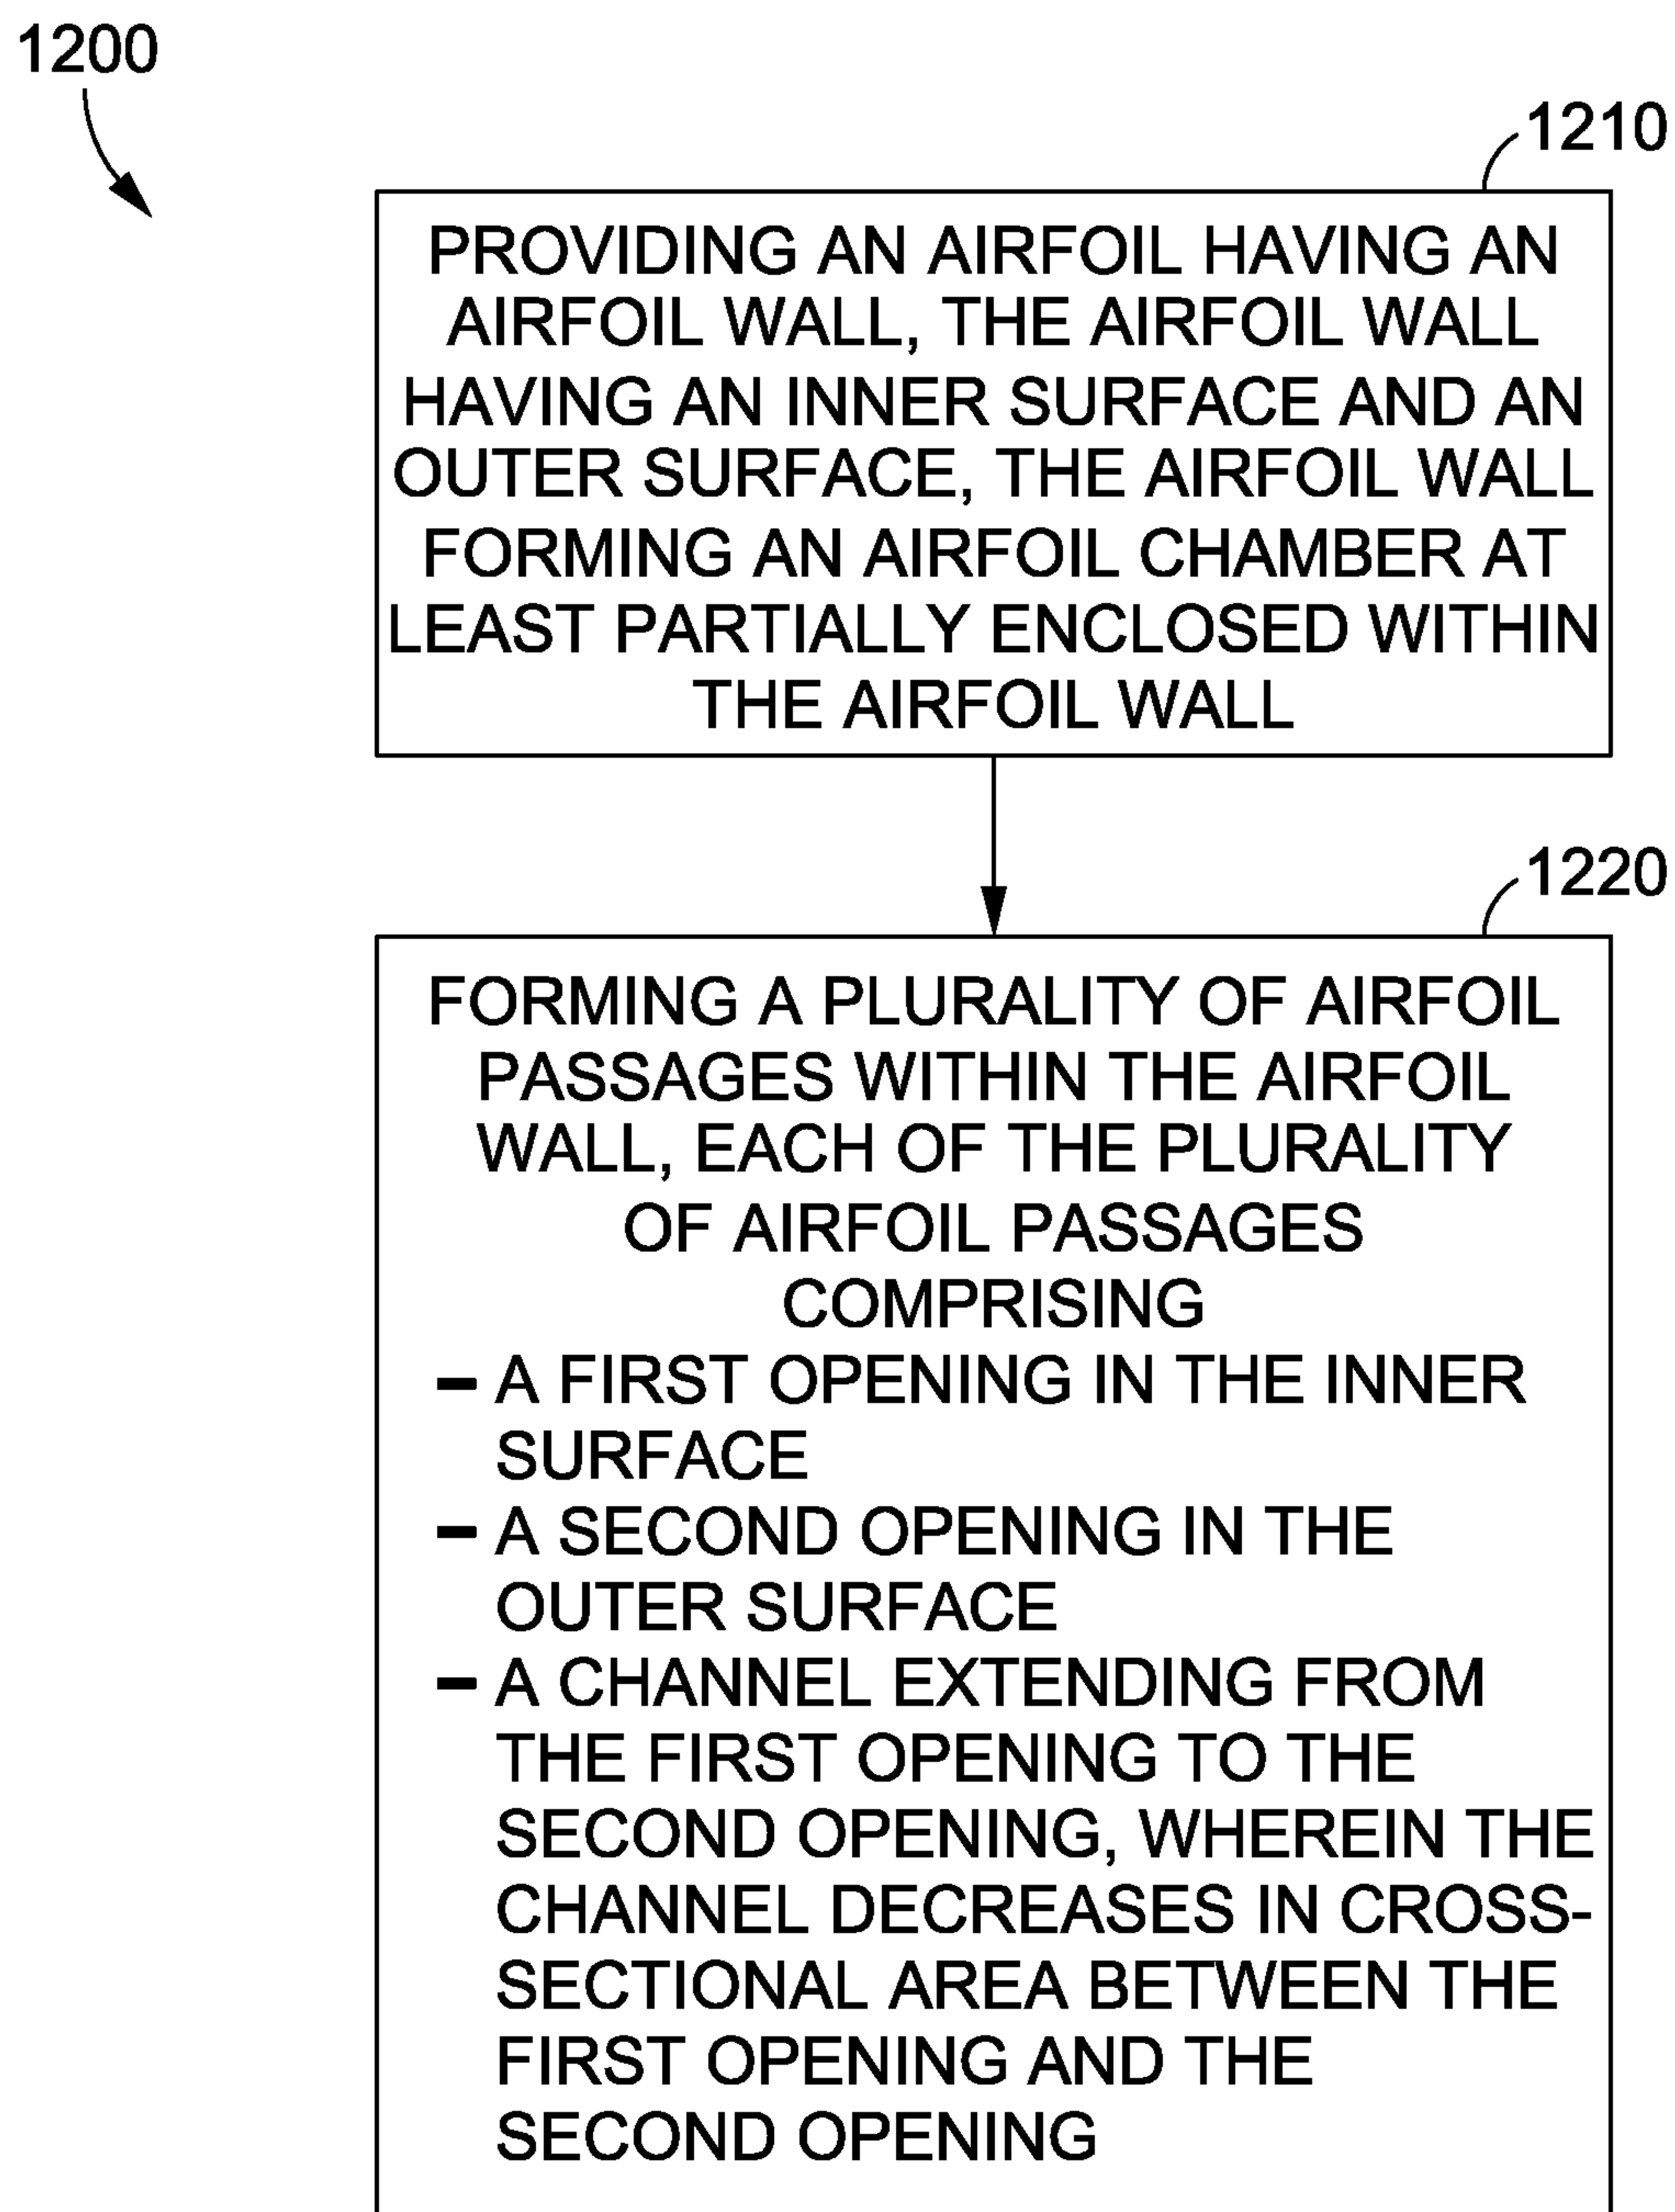 1200
1210
PROVIDING AN AIRFOIL HAVING AN
AIRFOIL WALL, THE AIRFOIL WALL
HAVING AN INNER SURFACE AND AN
OUTER SURFACE, THE AIRFOIL WALL
FORMING AN AIRFOIL CHAMBER AT
LEAST PARTIALLY ENCLOSED WITHIN
THE AIRFOIL WALL
1220
FORMING A PLURALITY OF AIRFOIL
PASSAGES WITHIN THE AIRFOIL
WALL, EACH OF THE PLURALITY
OF AIRFOIL PASSAGES
COMPRISING
– A FIRST OPENING IN THE INNER
SURFACE
– A SECOND OPENING IN THE
OUTER SURFACE
– A CHANNEL EXTENDING FROM
THE FIRST OPENING TO THE
SECOND OPENING, WHEREIN THE
CHANNEL DECREASES IN CROSS-
SECTIONAL AREA BETWEEN THE
FIRST OPENING AND THE
SECOND OPENING